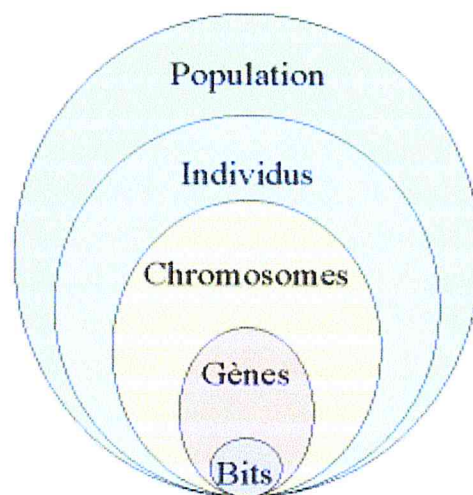 Population
Individus
Chromosomes
Gènes
Bits